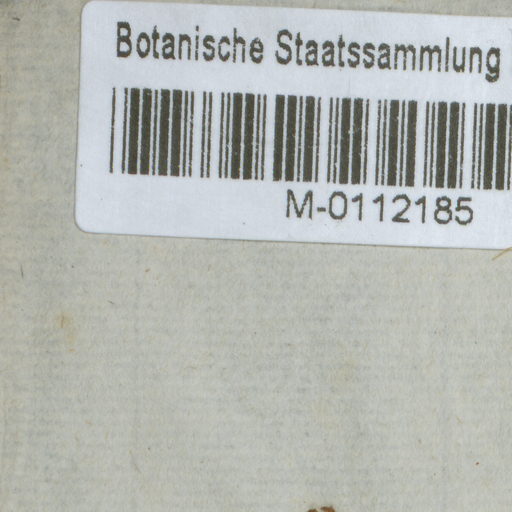 Botanische Staatssammlung
M-0112185